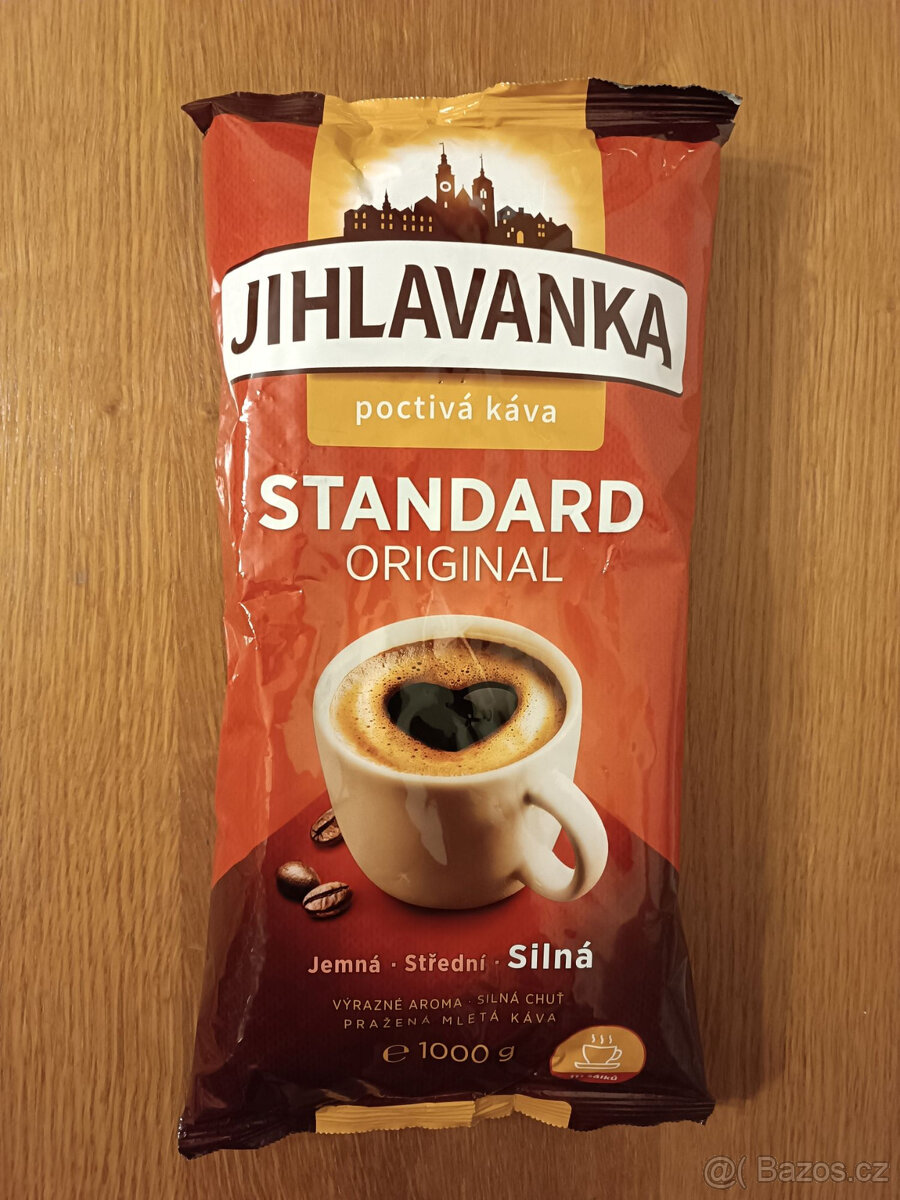 JIHLAVANKA
poctivá káva
STANDARD
ORIGINAL
Jemná · Střední · Silná
VÝRAZNÉ AROMA · SILNÁ CHUŤ
PRAŽENÁ MLETÁ KÁVA
℮ 1000 g
@( Bazos.cz